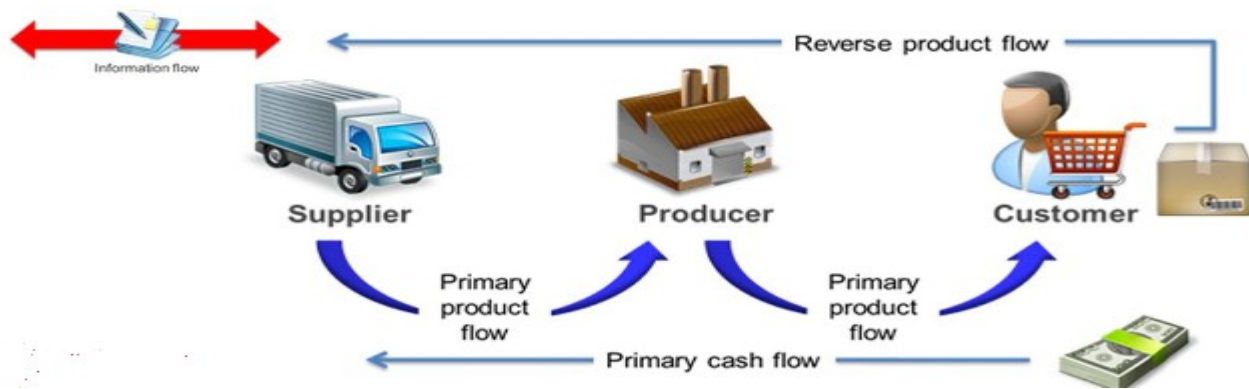 Information flow
Reverse product flow
Supplier
Producer
Customer
Primary
product
flow
Primary
product
flow
Primary cash flow